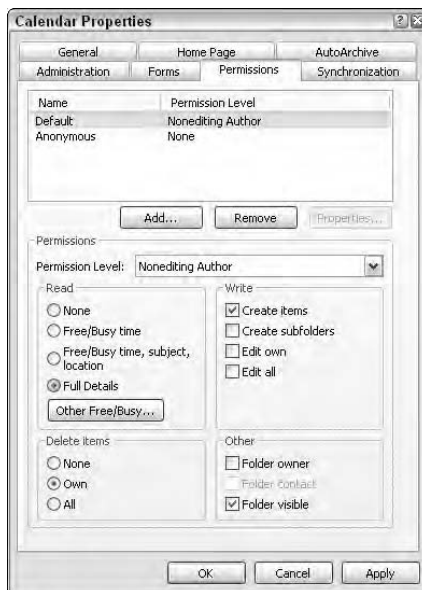 Calendar Properties
General Home Page AutoArchive
Administration Forms Permissions Synchronization
Name Permission Level
Default Nonediting Author
Anonymous None
Add... Remove Properties...
Permissions
Permission Level: Nonediting Author
Read
None
Free/Busy time
Free/Busy time, subject,
location
Full Details
Other Free/Busy...
Write
Create items
Create subfolders
Edit own
Edit all
Delete items
None
Own
All
Other
Folder owner
Folder contact
Folder visible
OK Cancel Apply